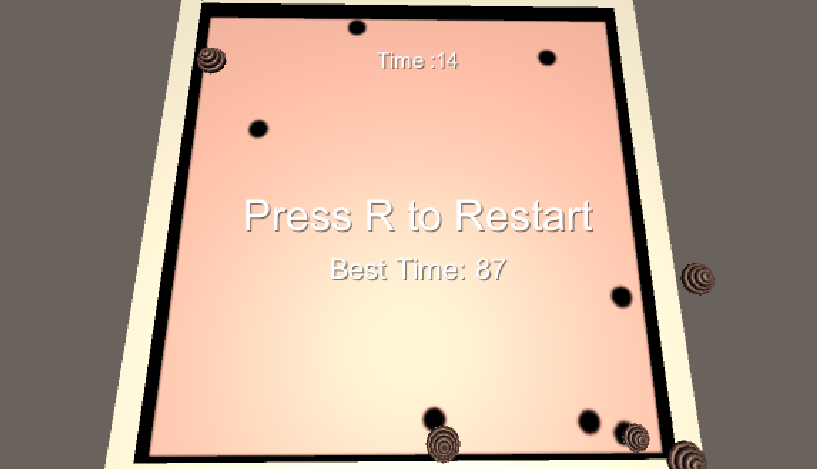 Time :14
Press R to Restart
Best Time: 87